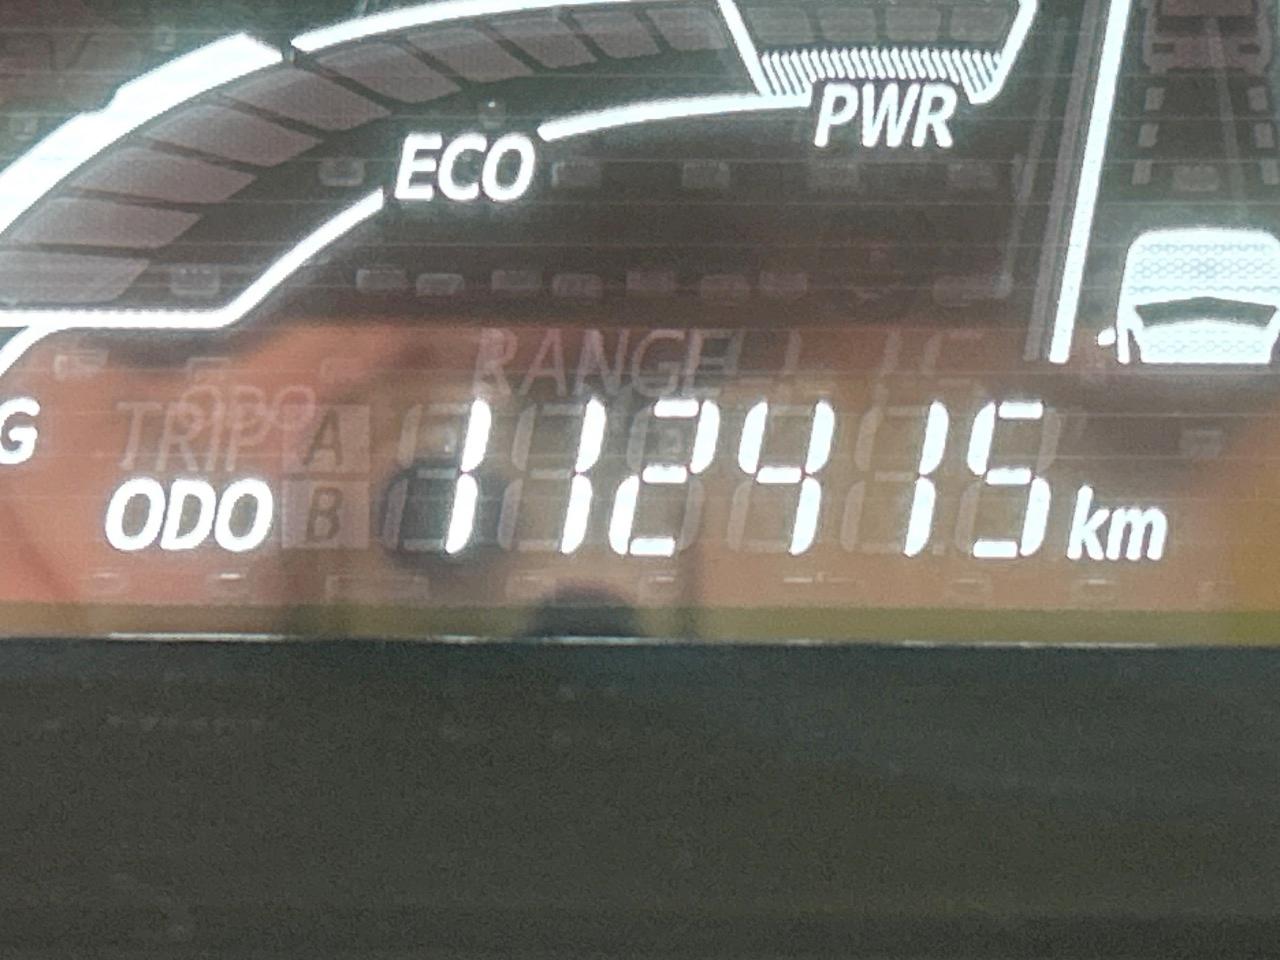 PWR
ECO
RANGE
TRIP A
ODO B 112415 km